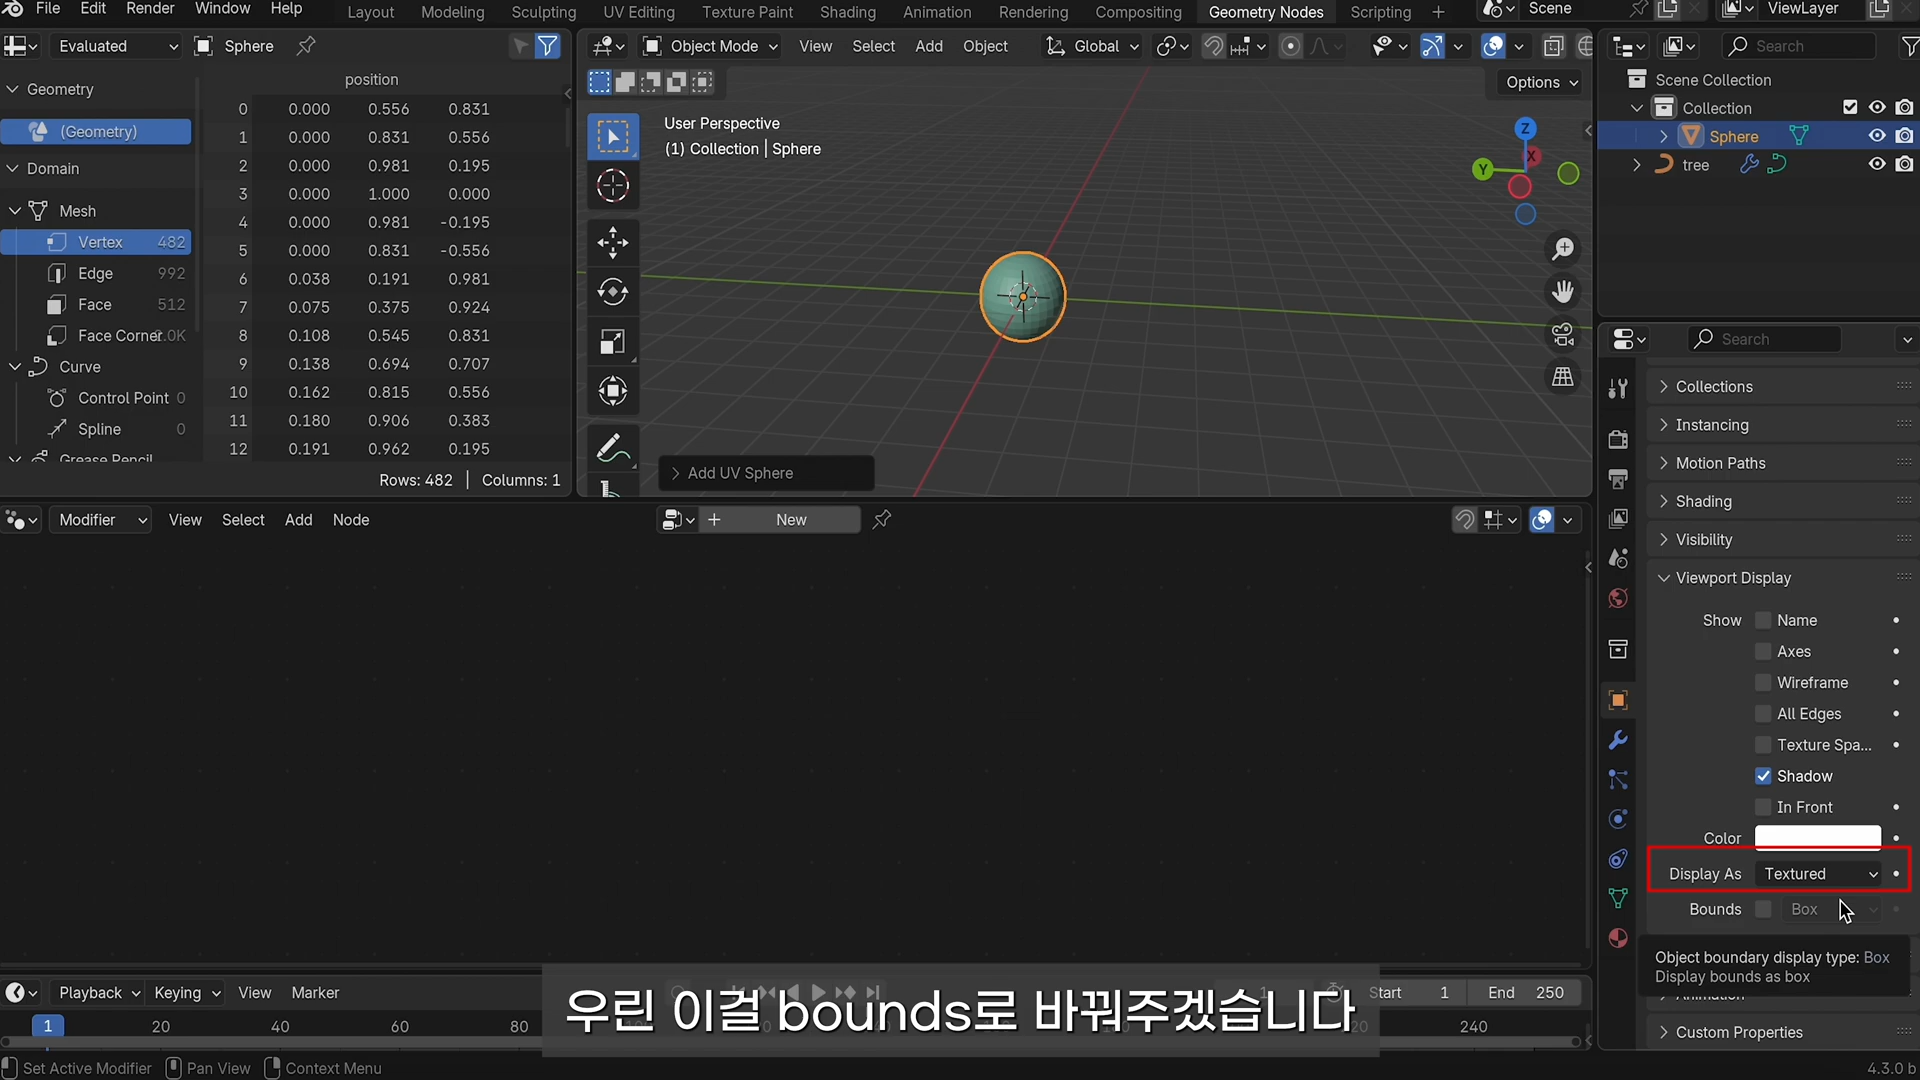 File Edit Render Window Help Layout Modeling Sculpting UV Editing Texture Paint Shading Animation Rendering Compositing Geometry Nodes Scripting + Scene ViewLayer
Evaluated Sphere
Object Mode View Select Add Object Global
Search
Options
Geometry
(Geometry)
Domain
Mesh
Vertex 482
Edge 992
Face 512
Face Corner
Curve
Control Point 0
Spline 0
Grease Pencil
position
0 0.000 0.556 0.831
1 0.000 0.831 0.556
2 0.000 0.981 0.195
3 0.000 1.000 0.000
4 0.000 0.981 -0.195
5 0.000 0.831 -0.556
6 0.038 0.191 0.981
7 0.075 0.375 0.924
8 0.108 0.545 0.831
9 0.138 0.694 0.707
10 0.162 0.815 0.556
11 0.180 0.906 0.383
12 0.191 0.962 0.195
Rows: 482 | Columns: 1
User Perspective
(1) Collection | Sphere
Z
X
Y
Add UV Sphere
Scene Collection
Collection
Sphere
tree
Search
Collections
Instancing
Motion Paths
Shading
Visibility
Viewport Display
Show Name
Axes
Wireframe
All Edges
Texture Spa...
Shadow
In Front
Color
Display As Textured
Bounds Box
Object boundary display type: Box
Display bounds as box
Animation
Custom Properties
Modifier View Select Add Node
+ New
Playback Keying View Marker
Start 1 End 250
1 20 40 60 80 240
우린 이걸 bounds로 바꿔주겠습니다
Set Active Modifier Pan View Context Menu
4.3.0 b